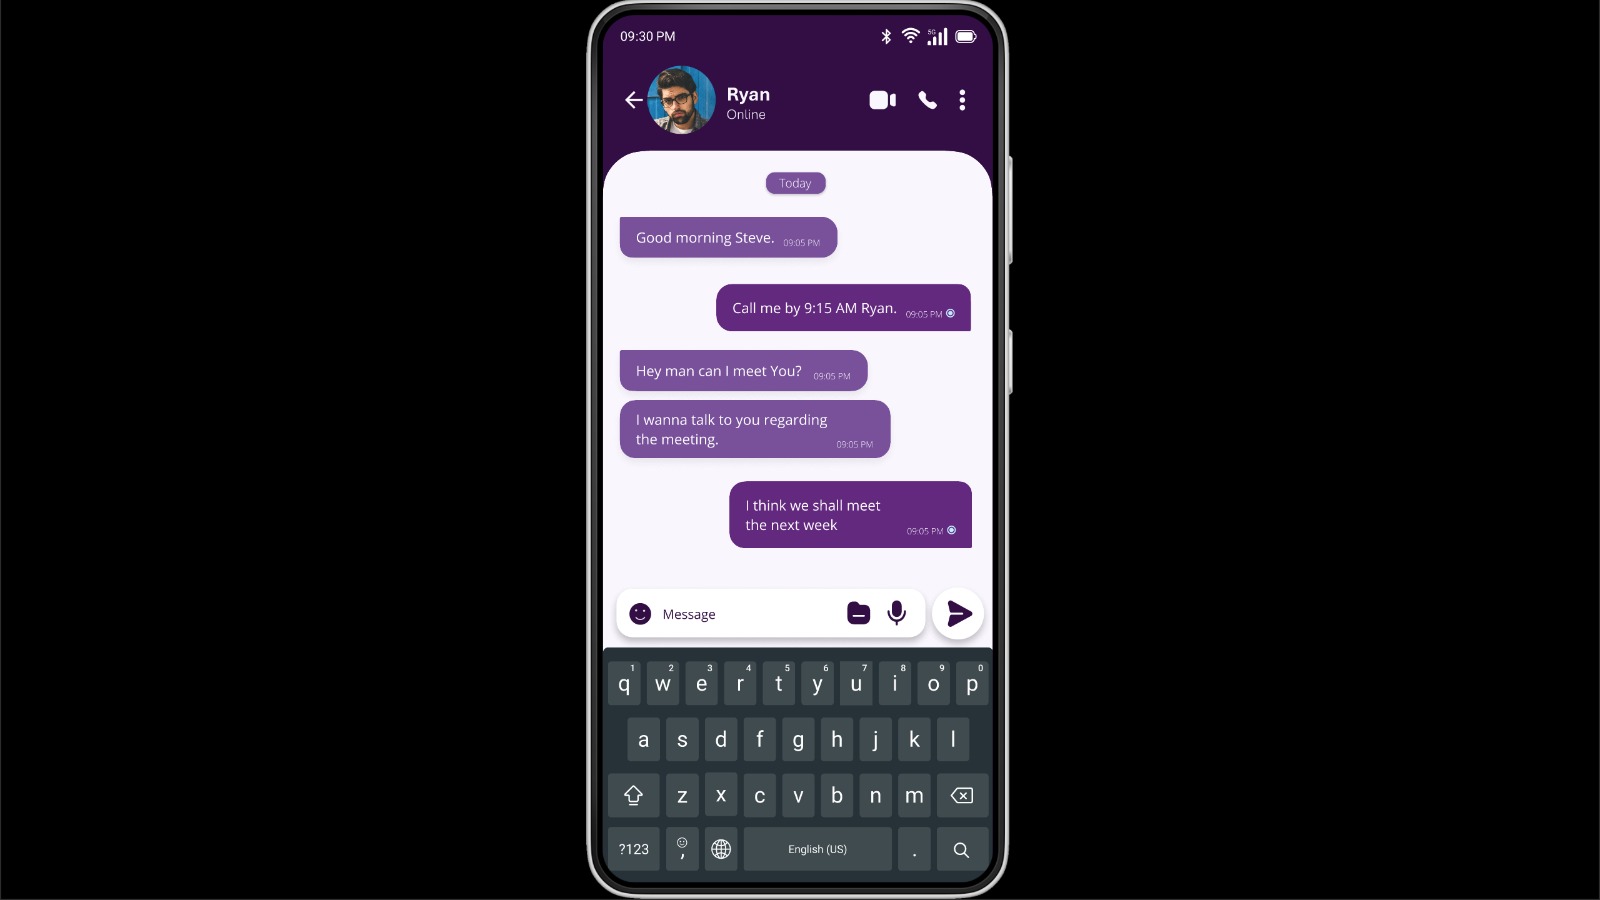 09:30 PM
5G
Ryan
Online
Today
Good morning Steve. 09:05 PM
Call me by 9:15 AM Ryan. 09:05 PM
Hey man can I meet You? 09:05 PM
I wanna talk to you regarding
the meeting. 09:05 PM
I think we shall meet
the next week 09:05 PM
Message
1 2 3 4 5 6 7 8 9 0
q w e r t y u i o p
a s d f g h j k l
z x c v b n m
?123 , English (US) .